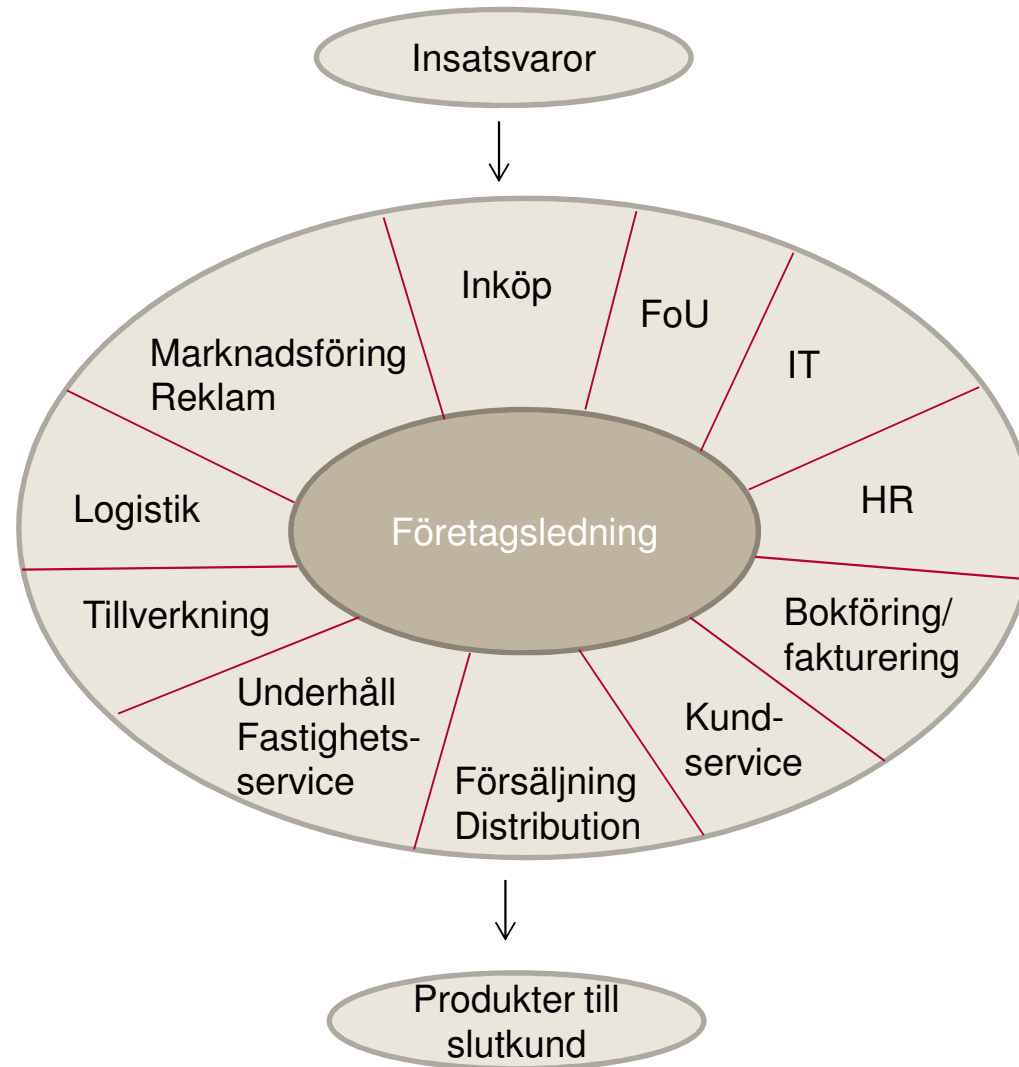 Insatsvaror
Inköp
FoU
IT
Marknadsföring
Reklam
HR
Logistik
Företagsledning
Tillverkning
Bokföring/
fakturering
Underhåll
Fastighets-
service
Kund-
service
Försäljning
Distribution
Produkter till
slutkund